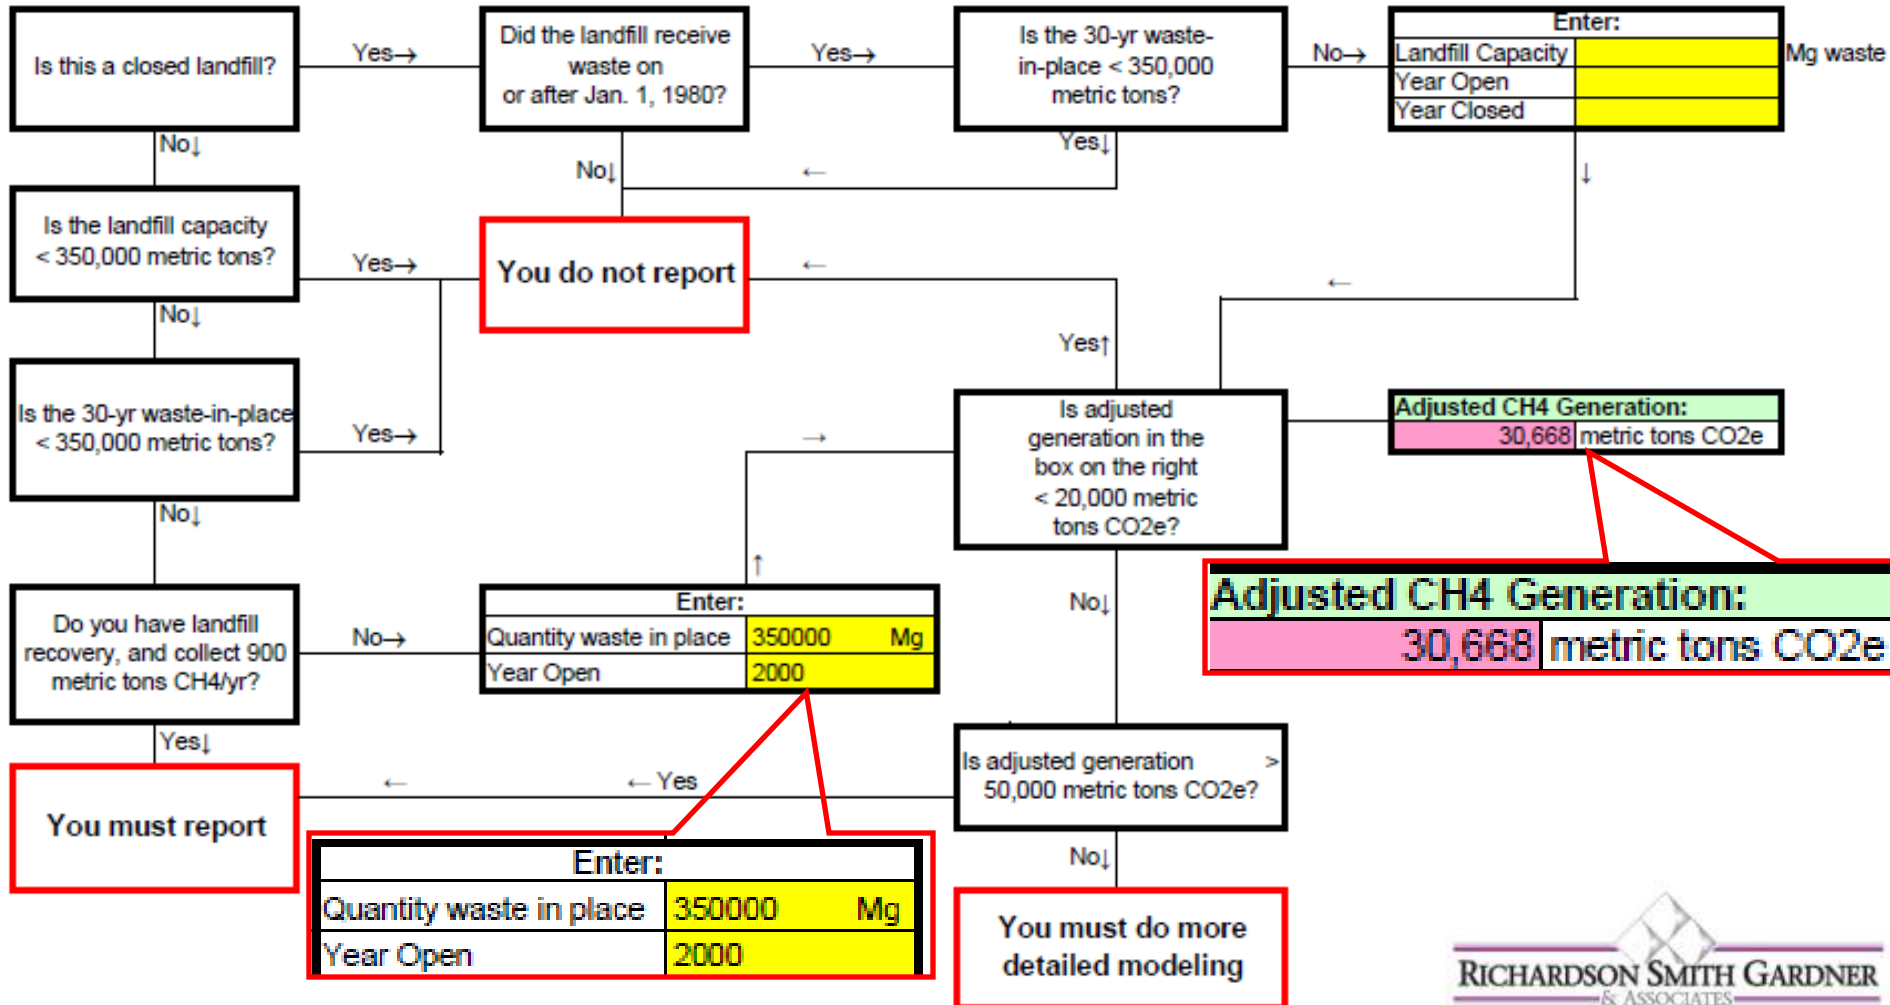 Is this a closed landfill?
Yes→
Did the landfill receive
waste on
or after Jan. 1, 1980?
Yes→
Is the 30-yr waste-
in-place < 350,000
metric tons?
No→
Enter:
Landfill Capacity
Mg waste
Year Open
Year Closed
No↓
No↓
Yes↓
←
↓
Is the landfill capacity
< 350,000 metric tons?
Yes→
You do not report
←
←
No↓
Yes↑
Is the 30-yr waste-in-place
< 350,000 metric tons?
Yes→
→
Is adjusted
generation in the
box on the right
< 20,000 metric
tons CO2e?
Adjusted CH4 Generation:
30,668 metric tons CO2e
No↓
↑
No↓
Adjusted CH4 Generation:
30,668 metric tons CO2e
Do you have landfill
recovery, and collect 900
metric tons CH4/yr?
No→
Enter:
Quantity waste in place 350000 Mg
Year Open 2000
Yes↓
Is adjusted generation >
50,000 metric tons CO2e?
← Yes
←
You must report
No↓
Enter:
Quantity waste in place 350000 Mg
Year Open 2000
You must do more
detailed modeling
RICHARDSON SMITH GARDNER
& ASSOCIATES